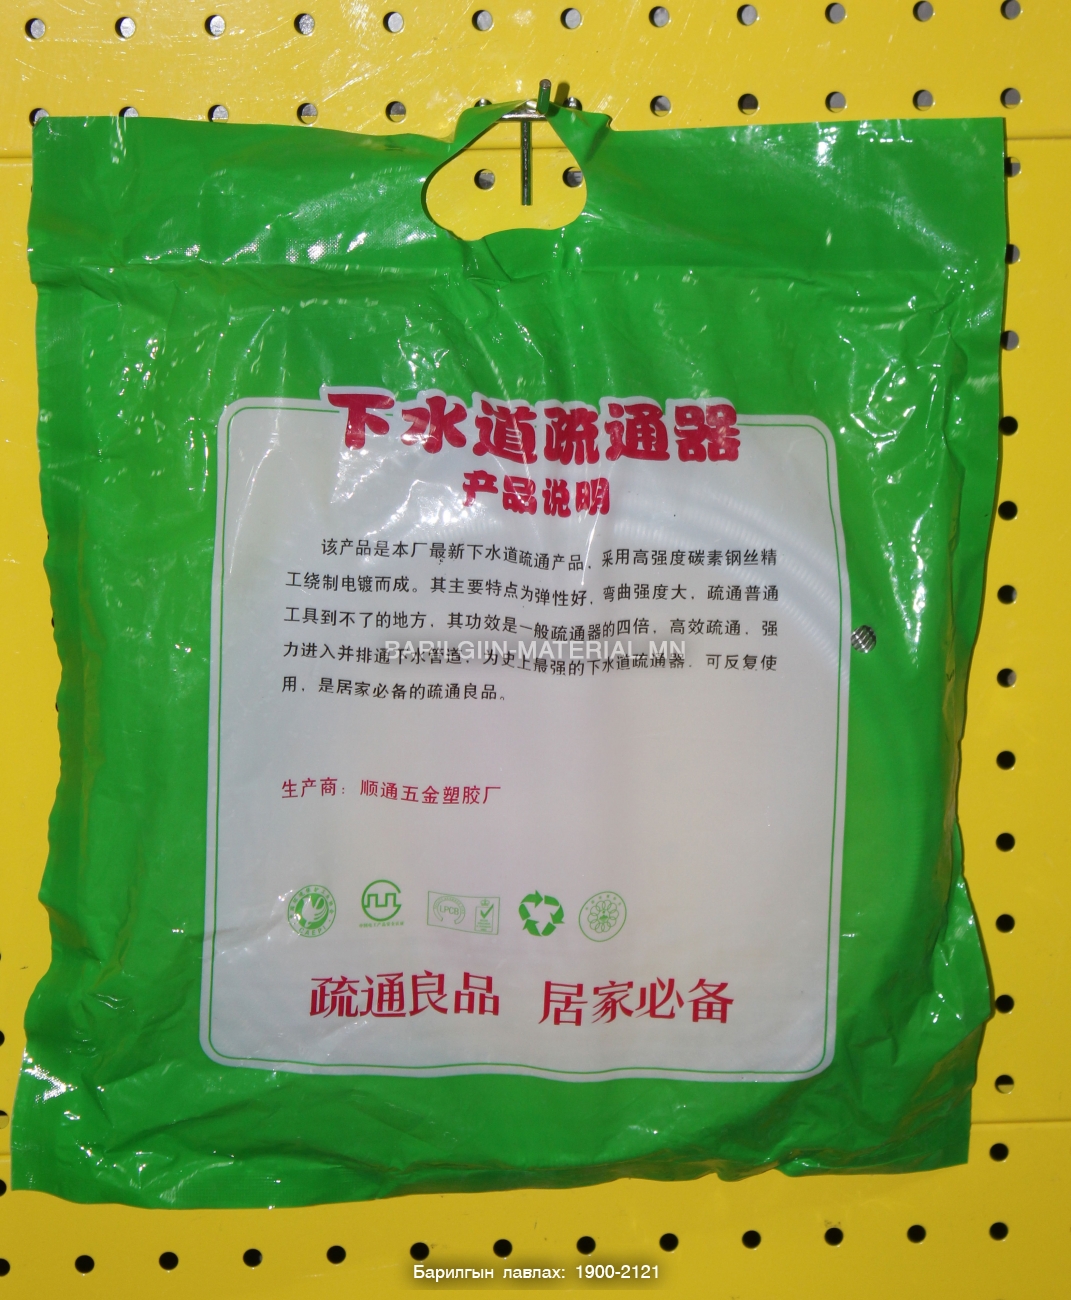 下水道疏通器
产品说明
该产品是本厂最新下水道疏通产品，采用高强度碳素钢丝精
工绕制电镀而成。其主要特点为弹性好，弯曲强度大，疏通普通
工具到不了的地方，其功效是一般疏通器的四倍，高效疏通，强
力进入并排通下水管道，为史上最强的下水道疏通器，可反复使
用，是居家必备的疏通良品。
BARILGIIN-MATERIAL.MN
生产商：顺通五金塑胶厂
LPCB
疏通良品 居家必备
Барилгын лавлах: 1900-2121